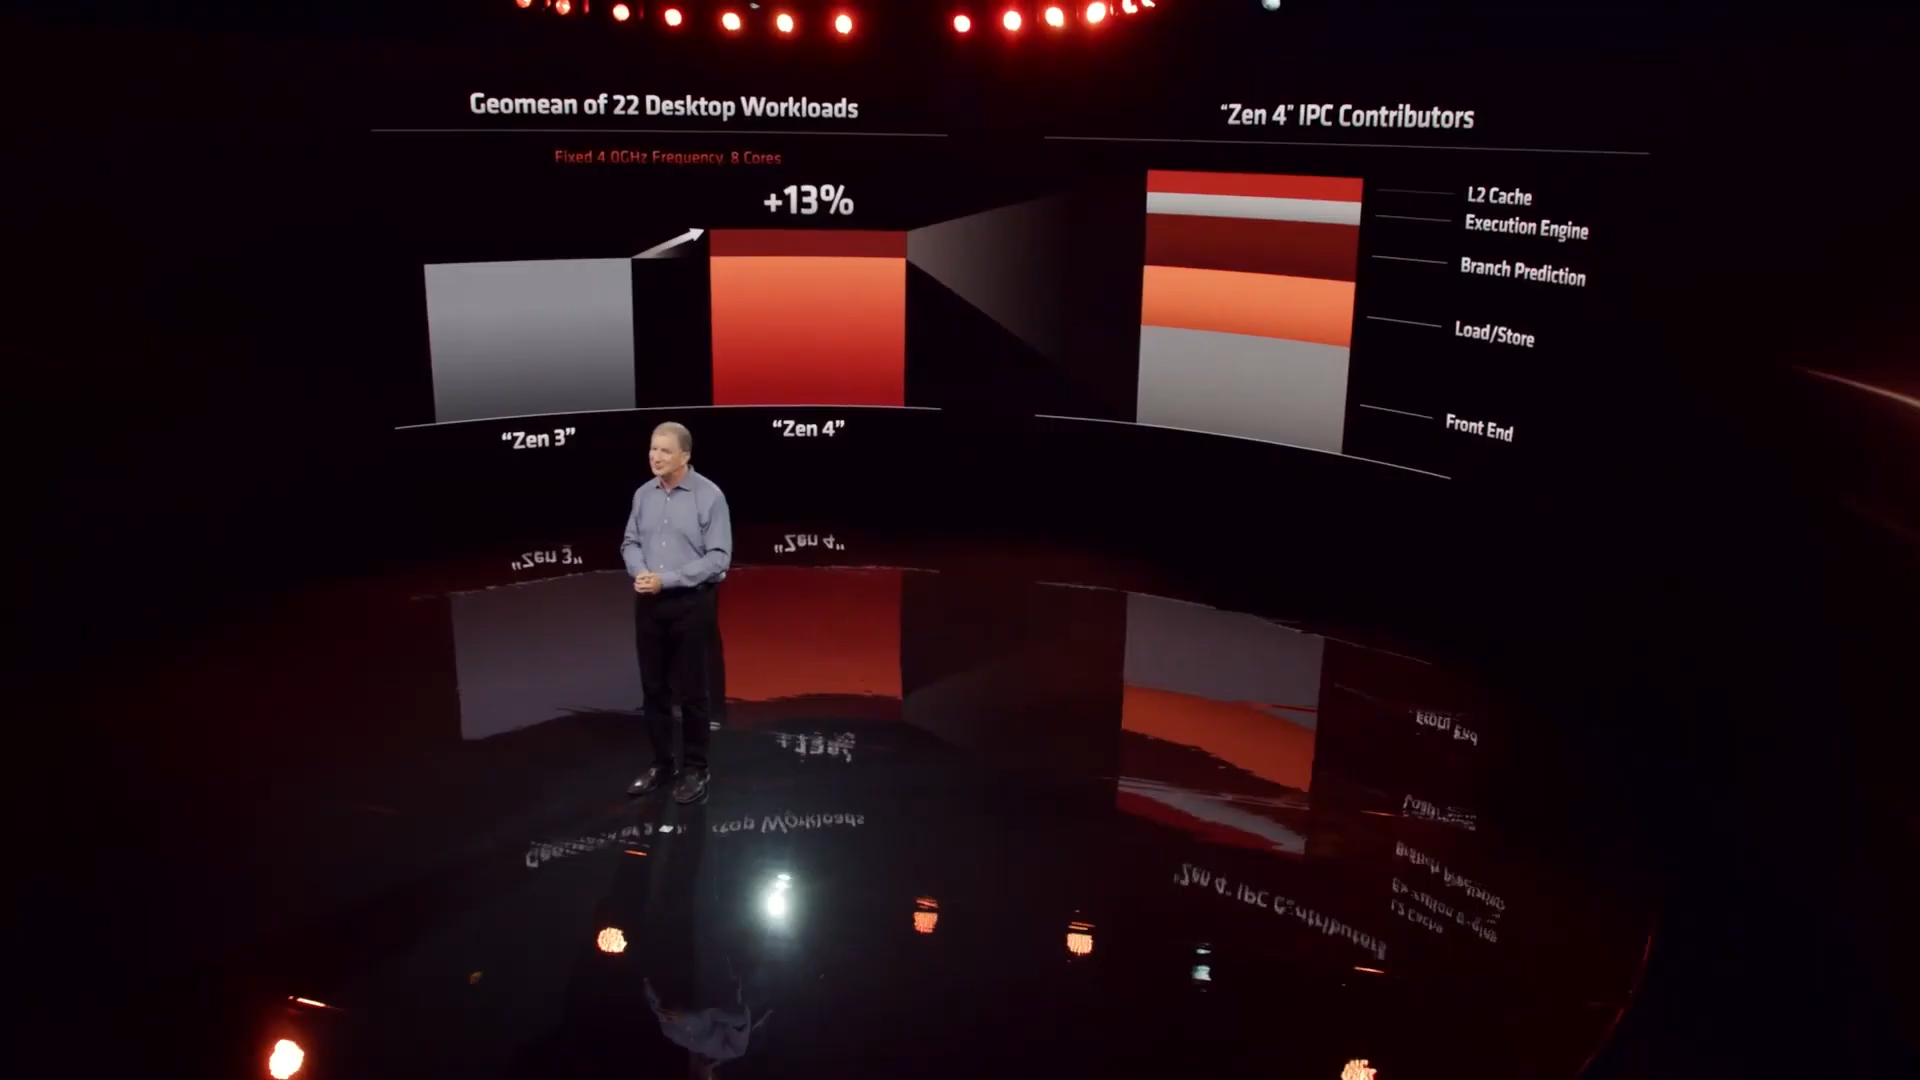 Geomean of 22 Desktop Workloads
Fixed 4.0GHz Frequency, 8 Cores
+13%
"Zen 3"
"Zen 4"
"Zen 4" IPC Contributors
L2 Cache
Execution Engine
Branch Prediction
Load/Store
Front End